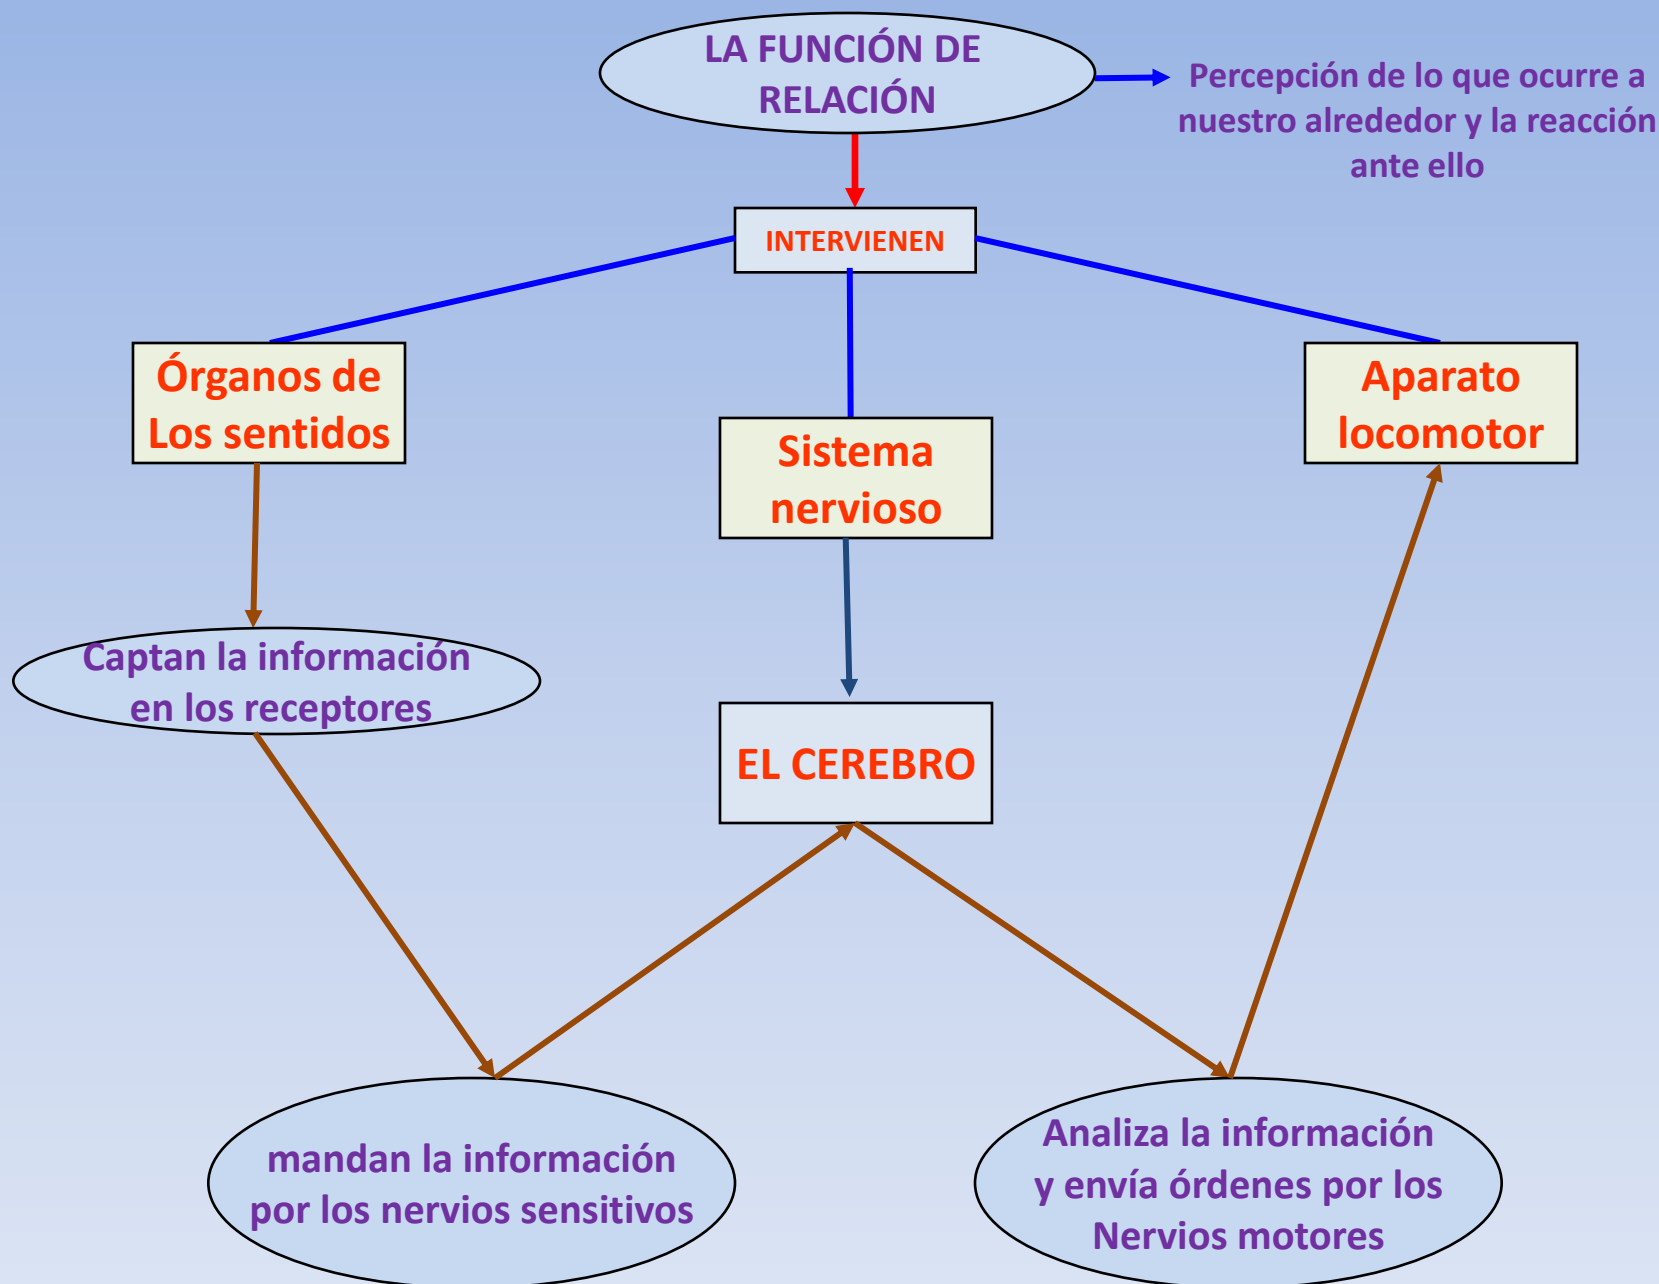 LA FUNCIÓN DE
RELACIÓN
Percepción de lo que ocurre a
nuestro alrededor y la reacción
ante ello
INTERVIENEN
Órganos de
Los sentidos
Sistema
nervioso
Aparato
locomotor
Captan la información
en los receptores
EL CEREBRO
mandan la información
por los nervios sensitivos
Analiza la información
y envía órdenes por los
Nervios motores